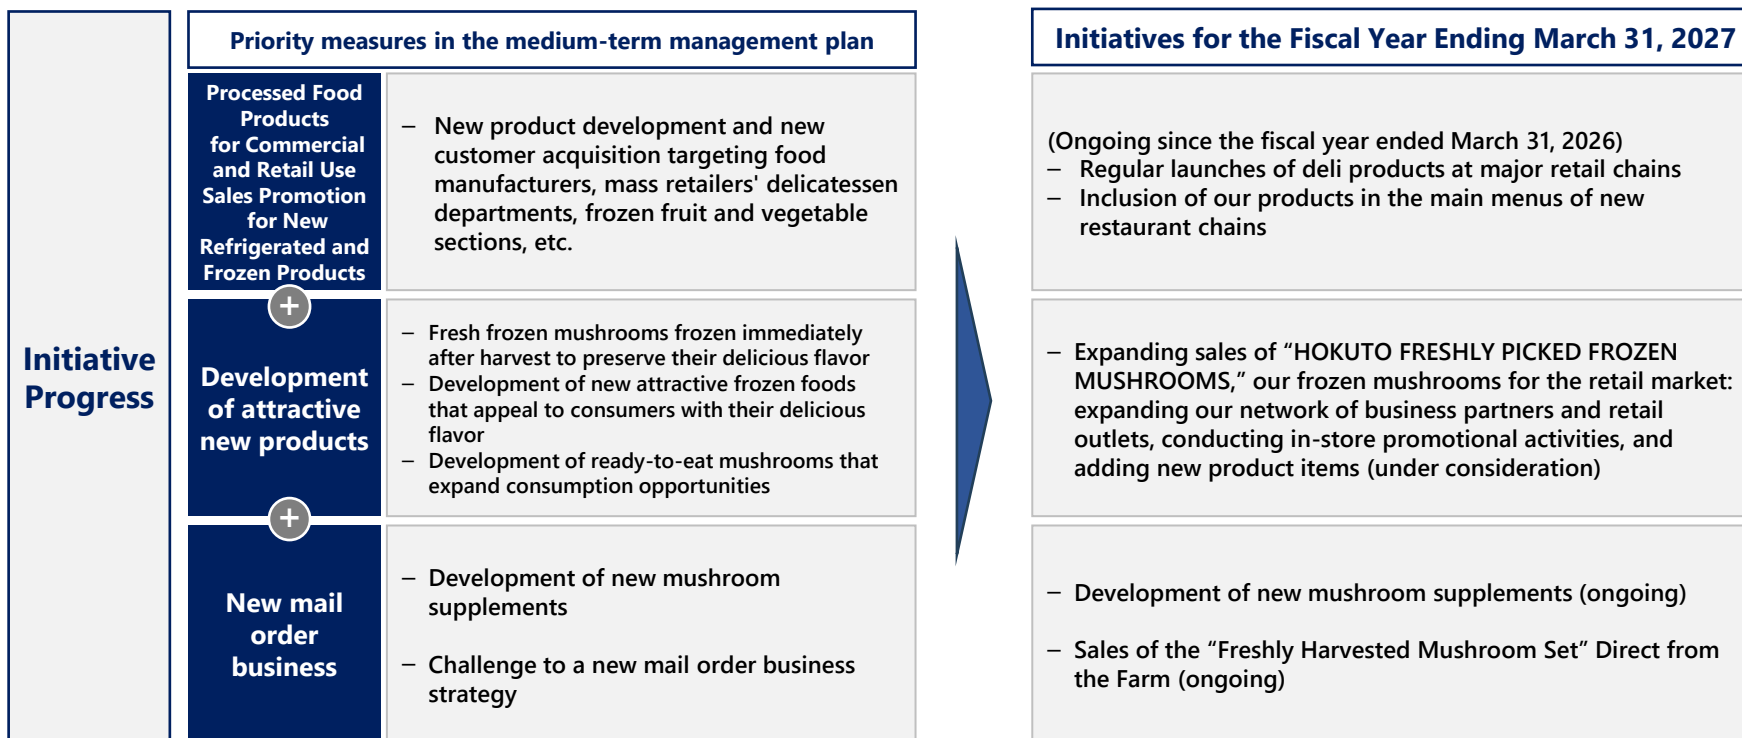 Initiative
Progress
Priority measures in the medium-term management plan
Initiatives for the Fiscal Year Ending March 31, 2027
Processed Food
Products
for Commercial
and Retail Use
Sales Promotion
for New
Refrigerated and
Frozen Products
– New product development and new
customer acquisition targeting food
manufacturers, mass retailers' delicatessen
departments, frozen fruit and vegetable
sections, etc.
(Ongoing since the fiscal year ended March 31, 2026)
– Regular launches of deli products at major retail chains
– Inclusion of our products in the main menus of new
restaurant chains
+
Development
of attractive
new products
– Fresh frozen mushrooms frozen immediately
after harvest to preserve their delicious flavor
– Development of new attractive frozen foods
that appeal to consumers with their delicious
flavor
– Development of ready-to-eat mushrooms that
expand consumption opportunities
– Expanding sales of “HOKUTO FRESHLY PICKED FROZEN
MUSHROOMS,” our frozen mushrooms for the retail market:
expanding our network of business partners and retail
outlets, conducting in-store promotional activities, and
adding new product items (under consideration)
+
New mail
order
business
– Development of new mushroom
supplements
– Challenge to a new mail order business
strategy
– Development of new mushroom supplements (ongoing)
– Sales of the “Freshly Harvested Mushroom Set” Direct from
the Farm (ongoing)